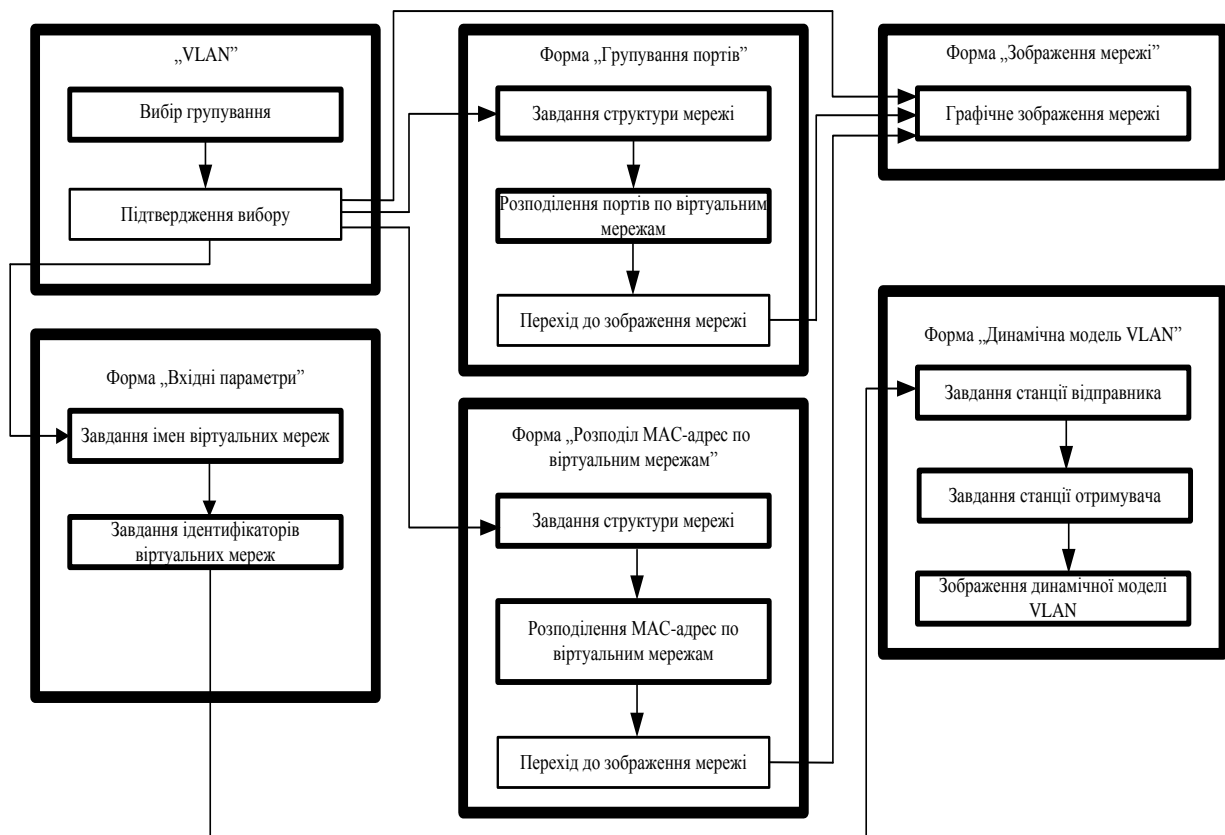 „VLAN”
Вибір групування
Підтвердження вибору
Форма „Вхідні параметри”
Завдання імен віртуальних мереж
Завдання ідентифікаторів
віртуальних мереж
Форма „Групування портів”
Завдання структури мережі
Розподілення портів по віртуальним
мережам
Перехід до зображення мережі
Форма „Розподіл МАС-адрес по
віртуальним мережам”
Завдання структури мережі
Розподілення МАС-адрес по
віртуальним мережам
Перехід до зображення мережі
Форма „Зображення мережі”
Графічне зображення мережі
Форма „Динамічна модель VLAN”
Завдання станції відправника
Завдання станції отримувача
Зображення динамічної моделі
VLAN